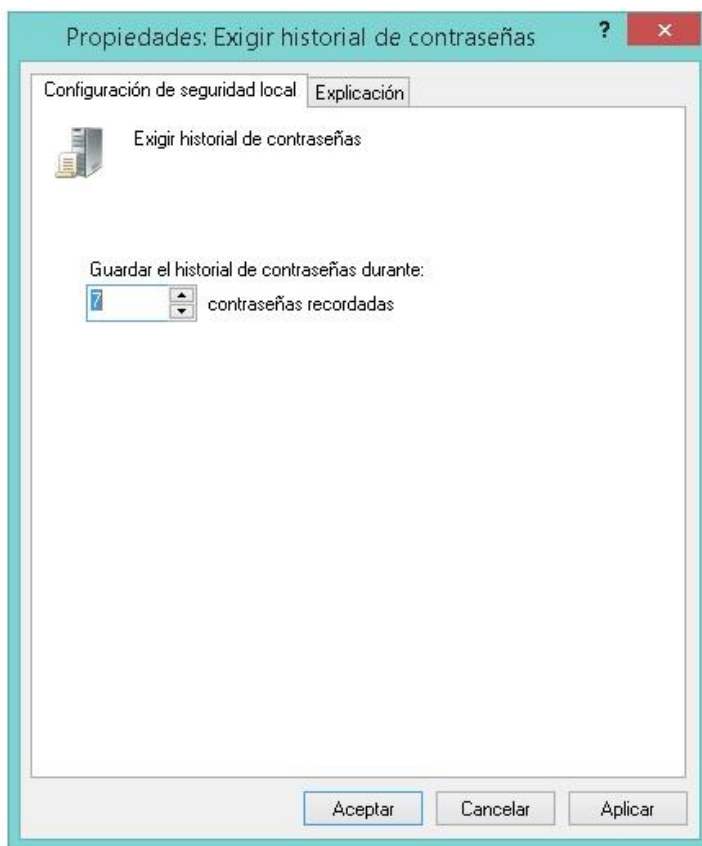 Propiedades: Exigir historial de contraseñas ? ×
Configuración de seguridad local Explicación
Exigir historial de contraseñas
Guardar el historial de contraseñas durante:
7 contraseñas recordadas
Aceptar Cancelar Aplicar